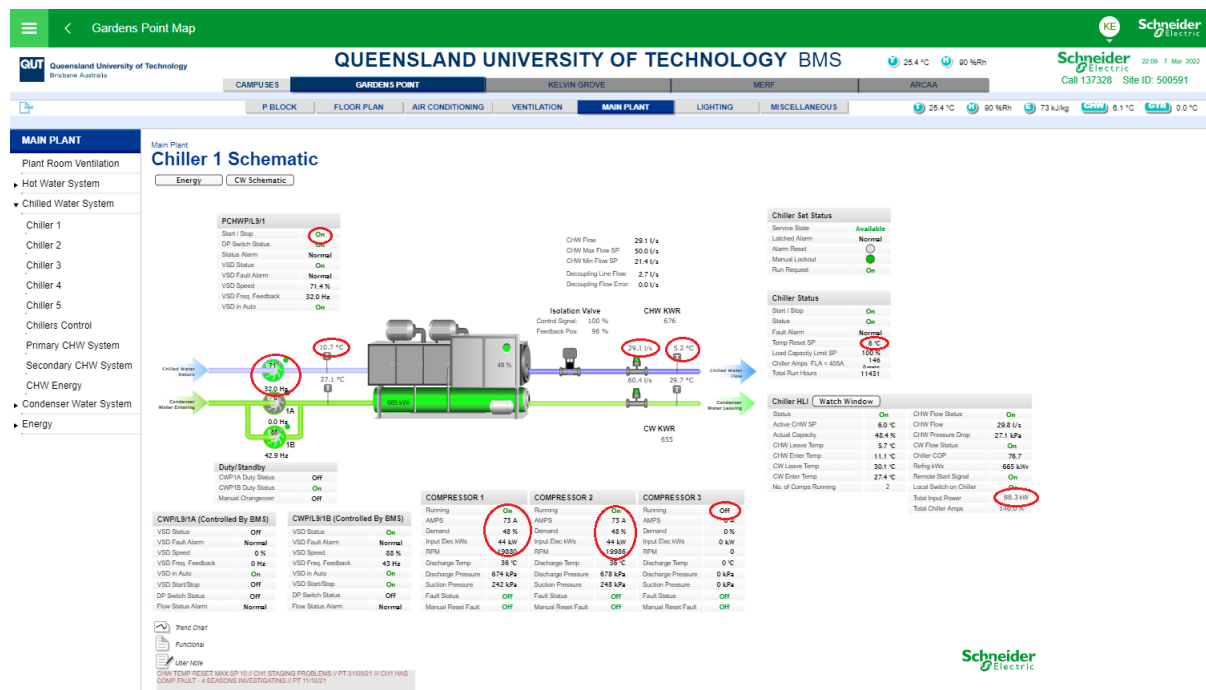 Gardens Point Map
KE
Schneider Electric
QUT
Queensland University of Technology
Brisbane Australia
QUEENSLAND UNIVERSITY OF TECHNOLOGY BMS
T 25.4 °C H 90 %Rh
Schneider Electric
22:09 7 Mar 2022
Call 137328 Site ID: 500591
CAMPUSES GARDENS POINT KELVIN GROVE MERF ARCAA
P BLOCK FLOOR PLAN AIR CONDITIONING VENTILATION MAIN PLANT LIGHTING MISCELLANEOUS
T 25.4 °C H 90 %Rh E 73 kJ/kg CHW 6.1 °C GTR 0.0 °C
MAIN PLANT
Plant Room Ventilation
Hot Water System
Chilled Water System
Chiller 1
Chiller 2
Chiller 3
Chiller 4
Chiller 5
Chillers Control
Primary CHW System
Secondary CHW System
CHW Energy
Condenser Water System
Energy
Main Plant
Chiller 1 Schematic
Energy CW Schematic
PCHWP/L9/1
Start / Stop On
DP Switch Status On
Status Alarm Normal
VSD Status On
VSD Fault Alarm Normal
VSD Speed 71.4 %
VSD Freq. Feedback 32.0 Hz
VSD in Auto On
CHW Flow 29.1 l/s
CHW Max Flow SP 50.0 l/s
CHW Min Flow SP 21.4 l/s
Decoupling Line Flow: 2.7 l/s
Decoupling Flow Error: 0.0 l/s
Isolation Valve
Control Signal: 100 %
Feedback Pos: 96 %
CHW KWR
676
Chilled Water Return
71
32.0 Hz
10.7 °C
T
48 %
29.1 l/s
5.2 °C
T
Chilled Water Flow
Condenser Water Entering
1A
0.0 Hz
1B
42.9 Hz
27.1 °C
T
665 kWr
60.4 l/s
29.7 °C
T
Condenser Water Leaving
CW KWR
655
Chiller Set Status
Service State Available
Latched Alarm Normal
Alarm Reset
Manual Lockout
Run Request On
Chiller Status
Start / Stop On
Status On
Fault Alarm Normal
Temp Reset SP 6 °C
Load Capacity Limit SP 100 %
Chiller Amps. FLA = 405A 146
Total Run Hours 11431
Chiller HLI Watch Window
Status On
Active CHW SP 6.0 °C
Actual Capacity 48.4 %
CHW Leave Temp 5.7 °C
CHW Enter Temp 11.1 °C
CW Leave Temp 30.1 °C
CW Enter Temp 27.4 °C
No. of Comps Running 2
CHW Flow Status On
CHW Flow 29.8 l/s
CHW Pressure Drop 27.1 kPa
CW Flow Status On
Chiller COP 76.7
Refrig kWs 665 kWr
Remote Start Signal On
Local Switch on Chiller On
Total Input Power 88.3 kW
Total Chiller Amps 146.0 A
Duty/Standby
CWP1A Duty Status Off
CWP1B Duty Status On
Manual Changeover Off
CWP/L9/1A (Controlled By BMS)
VSD Status Off
VSD Fault Alarm Normal
VSD Speed 0 %
VSD Freq. Feedback 0 Hz
VSD in Auto On
VSD Start/Stop Off
DP Switch Status Off
Flow Status Alarm Normal
CWP/L9/1B (Controlled By BMS)
VSD Status On
VSD Fault Alarm Normal
VSD Speed 88 %
VSD Freq. Feedback 43 Hz
VSD in Auto On
VSD Start/Stop On
DP Switch Status Off
Flow Status Alarm Normal
COMPRESSOR 1
Running On
AMPS 73 A
Demand 48 %
Input Elec kWs 44 kW
RPM 19880
Discharge Temp 36 °C
Discharge Pressure 674 kPa
Suction Pressure 242 kPa
Fault Status Off
Manual Reset Fault Off
COMPRESSOR 2
Running On
AMPS 73 A
Demand 48 %
Input Elec kWs 44 kW
RPM 19986
Discharge Temp 36 °C
Discharge Pressure 678 kPa
Suction Pressure 248 kPa
Fault Status Off
Manual Reset Fault Off
COMPRESSOR 3
Running Off
AMPS 0 A
Demand 0 %
Input Elec kWs 0 kW
RPM 0
Discharge Temp 0 °C
Discharge Pressure 0 kPa
Suction Pressure 0 kPa
Fault Status Off
Manual Reset Fault Off
Trend Chart
Functional
User Note
CHW TEMP RESET MAX SP 10 // CH1 STAGING PROBLEMS // PT 31/05/21 /// CH1 HAS
COMP FAULT - 4 SEASONS INVESTIGATING // PT 11/10/21
Schneider Electric